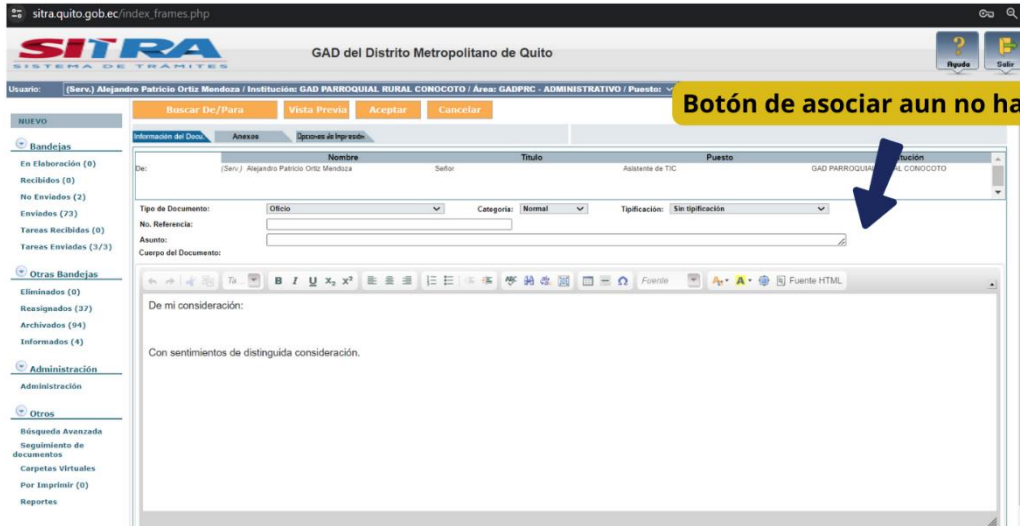 sitra.quito.gob.ec/index_frames.php
SITRA
SISTEMA DE TRAMITES
GAD del Distrito Metropolitano de Quito
Ayuda
Salir
Usuario: (Serv.) Alejandro Patricio Ortiz Mendoza / Institución: GAD PARROQUIAL RURAL CONOCOTO / Área: GADPRC - ADMINISTRATIVO / Puesto:
Botón de asociar aun no ha
Buscar De/Para Vista Previa Aceptar Cancelar
NUEVO
Bandejas
En Elaboración (0)
Recibidos (0)
No Enviados (2)
Enviados (73)
Tareas Recibidas (0)
Tareas Enviadas (3/3)
Otras Bandejas
Eliminados (0)
Reasignados (37)
Archivados (94)
Informados (4)
Administración
Administración
Otros
Búsqueda Avanzada
Seguimiento de
documentos
Carpetas Virtuales
Por Imprimir (0)
Reportes
Información del Docu. Anexos Opciones de Impresión
Nombre Titulo Puesto
De: (Serv.) Alejandro Patricio Ortiz Mendoza Señor Asistente de TIC GAD PARROQUIAL CONOCOTO
Tipo de Documento: Oficio Categoría: Normal Tipificación: Sin tipificación
No. Referencia:
Asunto:
Cuerpo del Documento:
Ta... B I U X₂ X² ABC Ω Fuente A A Fuente HTML
De mi consideración:
Con sentimientos de distinguida consideración.